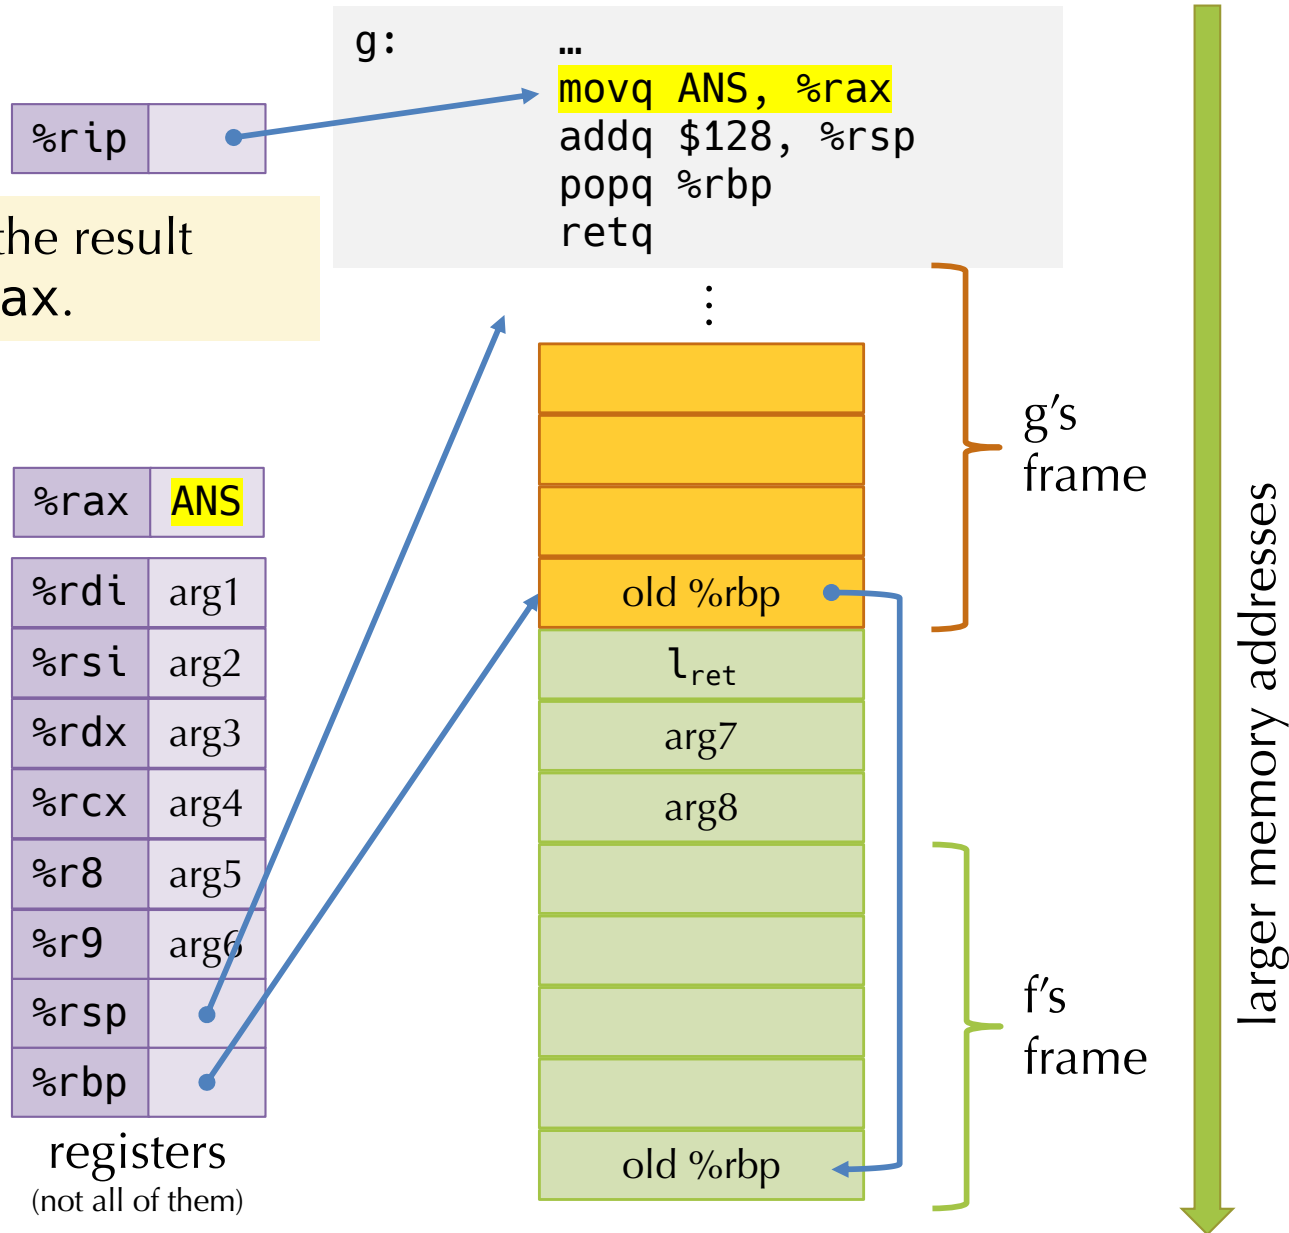 g: …
movq ANS, %rax
addq $128, %rsp
popq %rbp
retq
%rip
the result
ax.
⋮
g's
frame
%rax ANS
%rdi arg1
%rsi arg2
%rdx arg3
%rcx arg4
%r8 arg5
%r9 arg6
%rsp
%rbp
registers
(not all of them)
old %rbp
lret
arg7
arg8
old %rbp
f's
frame
larger memory addresses